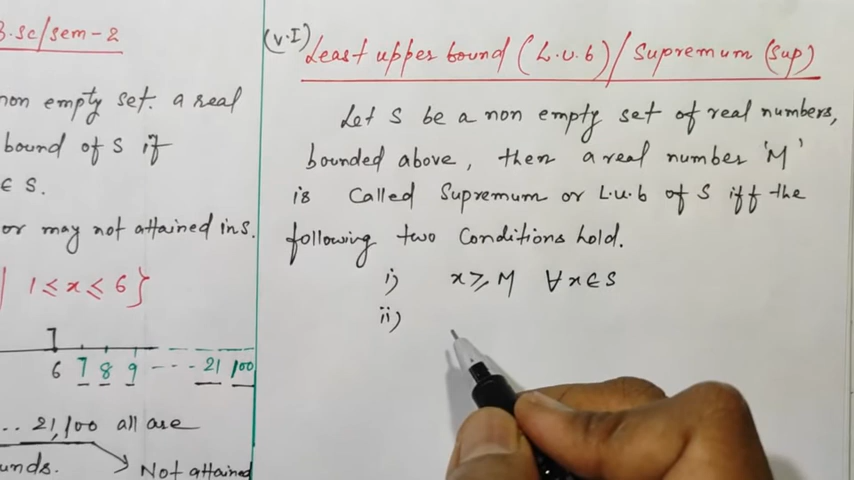 B.sc/sem-2
non empty set. a real
bound of S if
∈ S.
or may not attained in s.
| 1 ≤ x ≤ 6 }
]
6 7 8 9 --- 21 100
.. 21,100 all are
unds. Not attained
(v.I) Least upper bound (L.u.b)/Supremum (Sup)
Let S be a non empty set of real numbers,
bounded above, then a real number 'M'
is Called Supremum or L.u.b of S iff the
following two Conditions hold.
i) x ≥ M ∀ x ∈ S
ii)